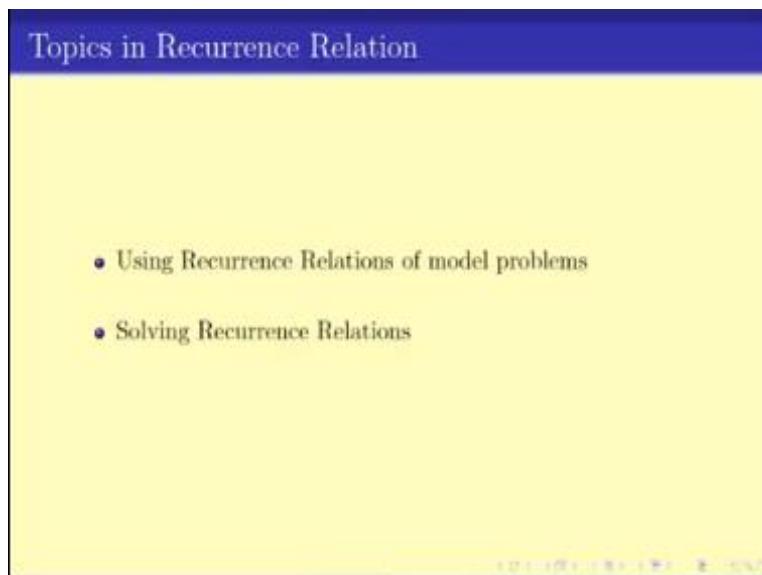 Topics in Recurrence Relation
Using Recurrence Relations of model problems
Solving Recurrence Relations